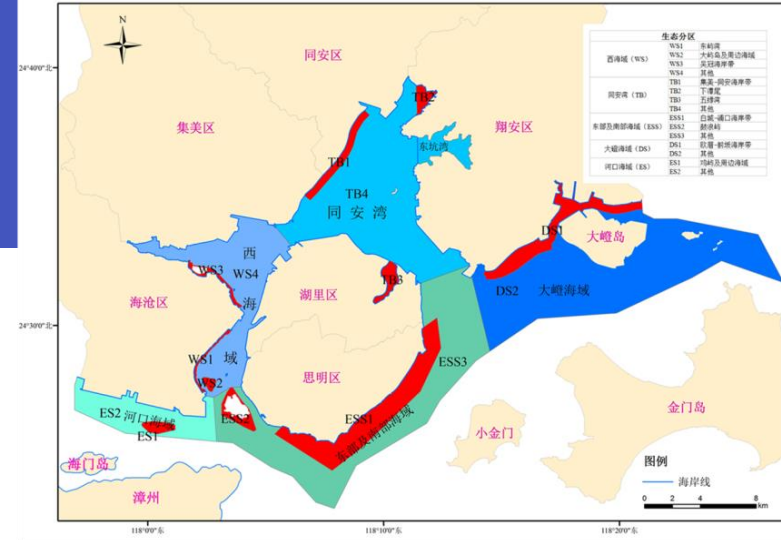 N
生态分区
西海域（WS）
WS1 东屿湾
WS2 大屿岛及周边海域
WS3 吴冠海岸带
WS4 其他
同安湾（TB）
TB1 集美-同安海岸带
TB2 下潭尾
TB3 五缘湾
TB4 其他
东部及南部海域（ESS）
ESS1 白城-浦口海岸带
ESS2 鼓浪屿
ESS3 其他
大嶝海域（DS）
DS1 欧厝-莲河海岸带
DS2 其他
河口海域（ES）
ES1 鸡屿及周边海域
ES2 其他
24°40'0"北
同安区
TB2
集美区
翔安区
东坑湾
TB1
TB4
同安湾
DS1
大嶝岛
西
WS3
WS4
海
TB3
湖里区
DS2 大嶝海域
海沧区
24°30'0"北
域
WS1
ESS3
思明区
WS2
ES2 河口海域
ESS2
ESS1
东部及南部海域
ES1
金门岛
小金门
海门岛
漳州
图例
海岸线
0 2 4 8
km
118°0'0"东
118°10'0"东
118°20'0"东